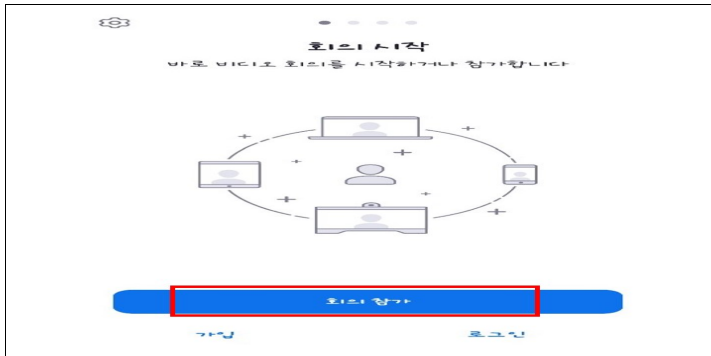 회의 시작
바로 비디오 회의를 시작하거나 참가합니다
회의 참가
가입
로그인